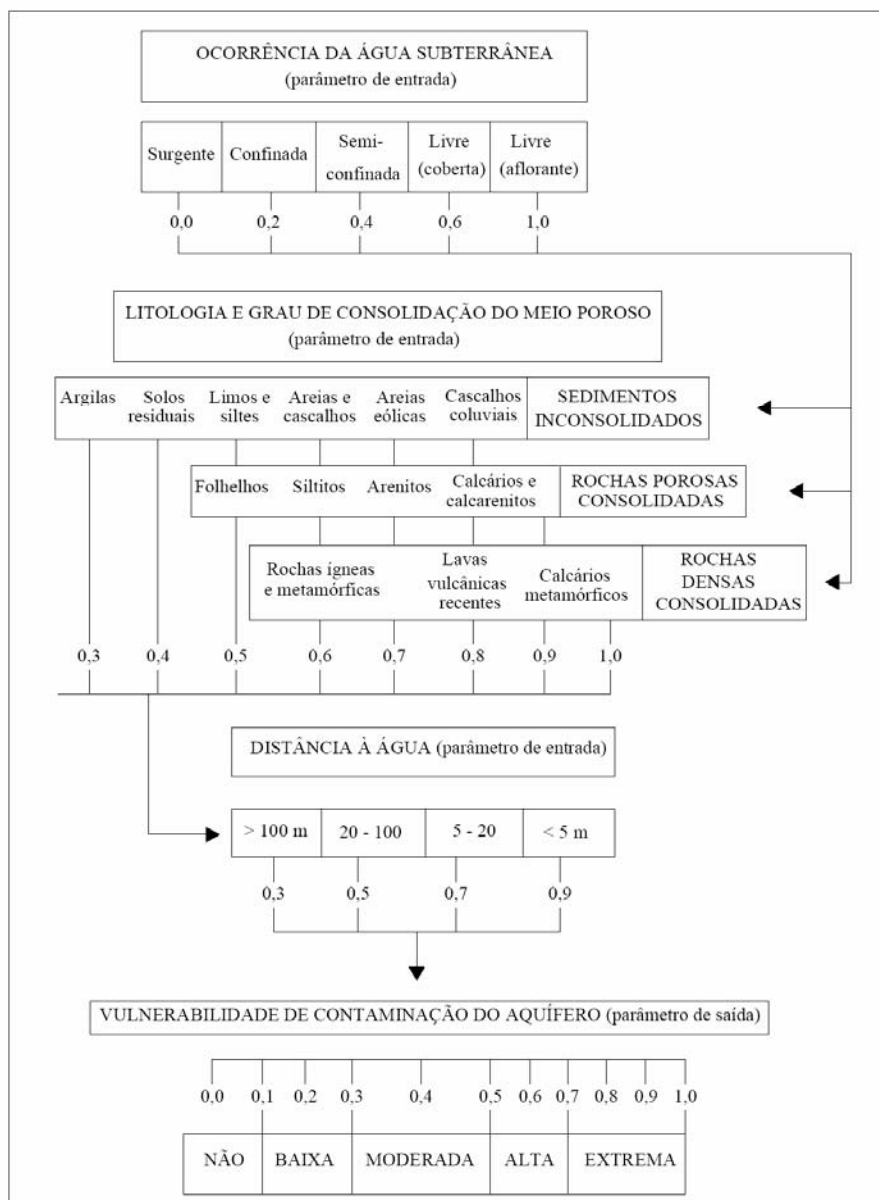 OCORRÊNCIA DA ÁGUA SUBTERRÂNEA
(parâmetro de entrada)
Surgente Confinada Semi-confinada Livre (coberta) Livre (aflorante)
0,0 0,2 0,4 0,6 1,0
LITOLOGIA E GRAU DE CONSOLIDAÇÃO DO MEIO POROSO
(parâmetro de entrada)
Argilas Solos residuais Limos e siltes Areias e cascalhos Areias eólicas Cascalhos coluviais SEDIMENTOS INCONSOLIDADOS
Folhelhos Siltitos Arenitos Calcários e calcarenitos ROCHAS POROSAS CONSOLIDADAS
Rochas ígneas e metamórficas Lavas vulcânicas recentes Calcários metamórficos ROCHAS DENSAS CONSOLIDADAS
0,3 0,4 0,5 0,6 0,7 0,8 0,9 1,0
DISTÂNCIA À ÁGUA (parâmetro de entrada)
> 100 m 20 - 100 5 - 20 < 5 m
0,3 0,5 0,7 0,9
VULNERABILIDADE DE CONTAMINAÇÃO DO AQUÍFERO (parâmetro de saída)
0,0 0,1 0,2 0,3 0,4 0,5 0,6 0,7 0,8 0,9 1,0
NÃO BAIXA MODERADA ALTA EXTREMA